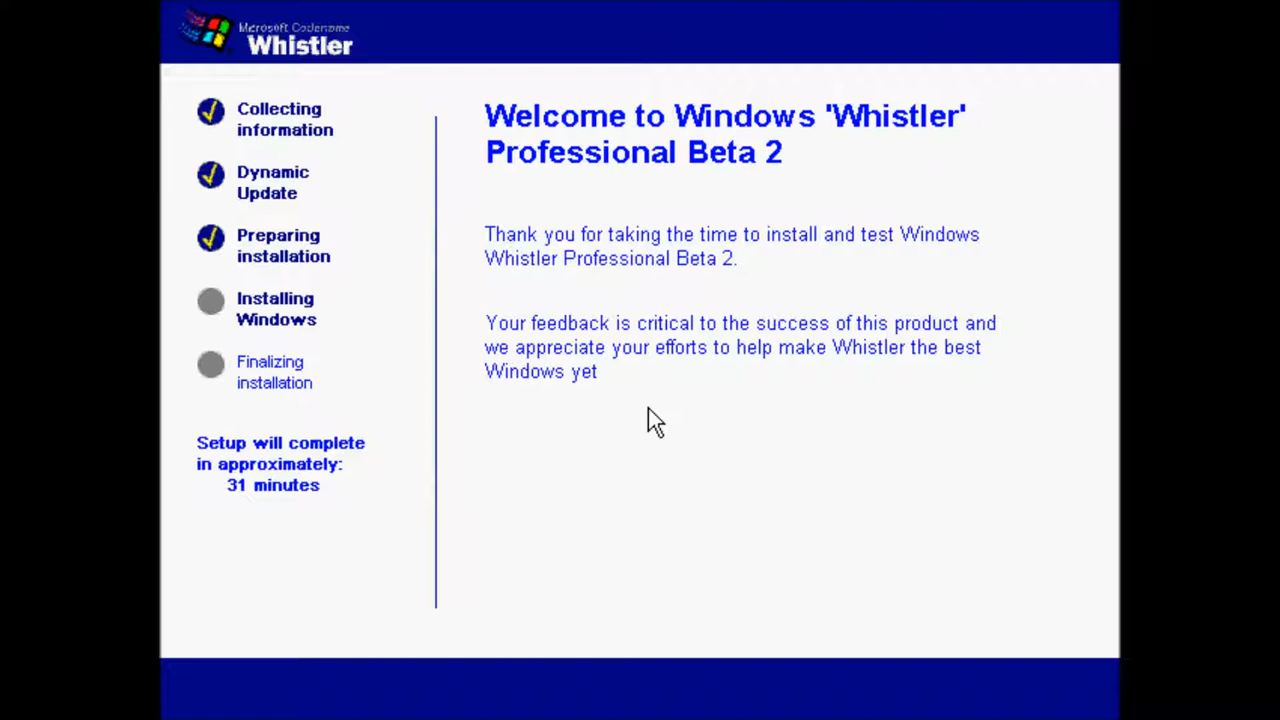 Microsoft Codename
Whistler
Collecting
information
Dynamic
Update
Preparing
installation
Installing
Windows
Finalizing
installation
Setup will complete
in approximately:
31 minutes
Welcome to Windows 'Whistler'
Professional Beta 2
Thank you for taking the time to install and test Windows
Whistler Professional Beta 2.
Your feedback is critical to the success of this product and
we appreciate your efforts to help make Whistler the best
Windows yet